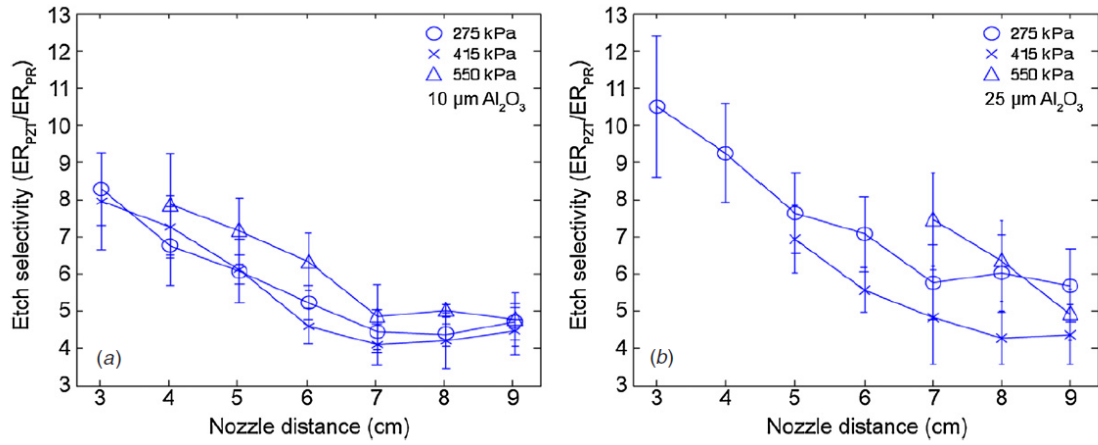 13
12
11
10
9
8
7
6
5
4
3
Etch selectivity (ER_PZT/ER_PR)
275 kPa
415 kPa
550 kPa
10 µm Al₂O₃
(a)
3 4 5 6 7 8 9
Nozzle distance (cm)
13
12
11
10
9
8
7
6
5
4
3
Etch selectivity (ER_PZT/ER_PR)
275 kPa
415 kPa
550 kPa
25 µm Al₂O₃
(b)
3 4 5 6 7 8 9
Nozzle distance (cm)